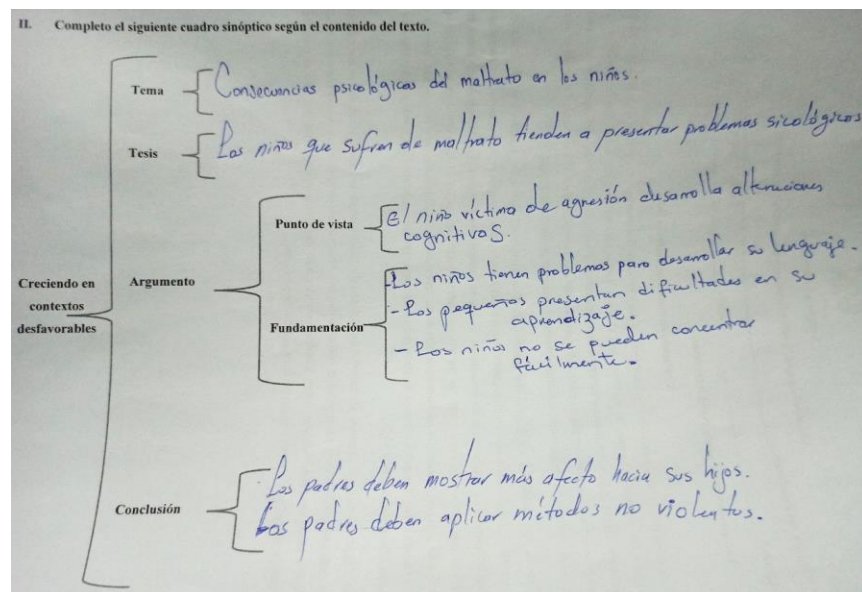 II. Completo el siguiente cuadro sinóptico según el contenido del texto.
Tema
Consecuencias psicológicas del maltrato en los niños.
Tesis
Los niños que sufren de maltrato tienden a presentar problemas sicológicos
Creciendo en
contextos
desfavorables
Argumento
Punto de vista
El niño víctima de agresión desarrolla alteraciones
cognitivas.
Fundamentación
-Los niños tienen problemas para desarrollar su lenguaje.
- Los pequeños presentan dificultades en su
aprendizaje.
- Los niños no se pueden concentrar
fácilmente.
Conclusión
Los padres deben mostrar más afecto hacia sus hijos.
Los padres deben aplicar métodos no violentos.